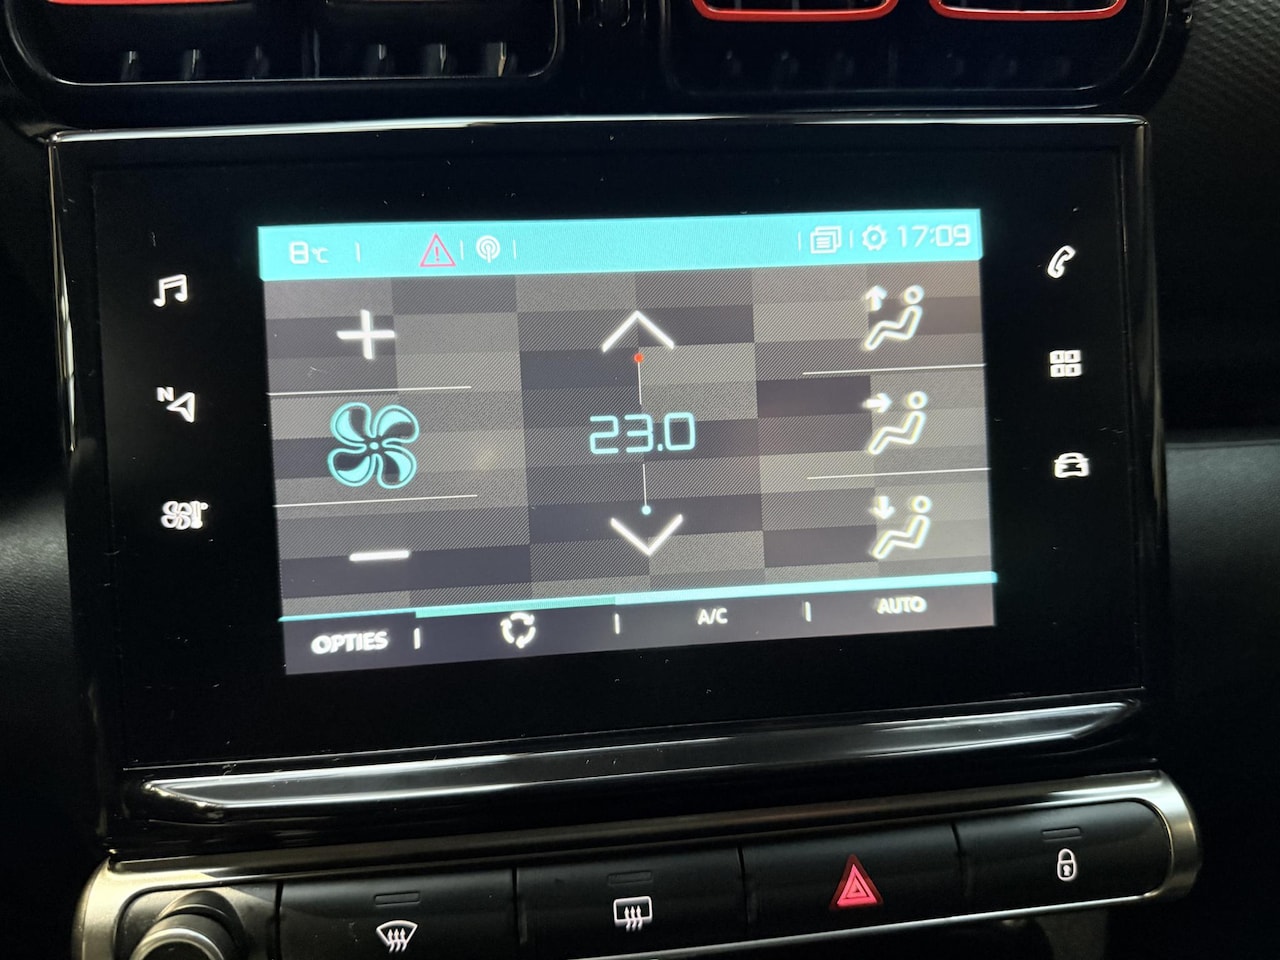 8°C 17:09
N
23.0
OPTIES A/C AUTO